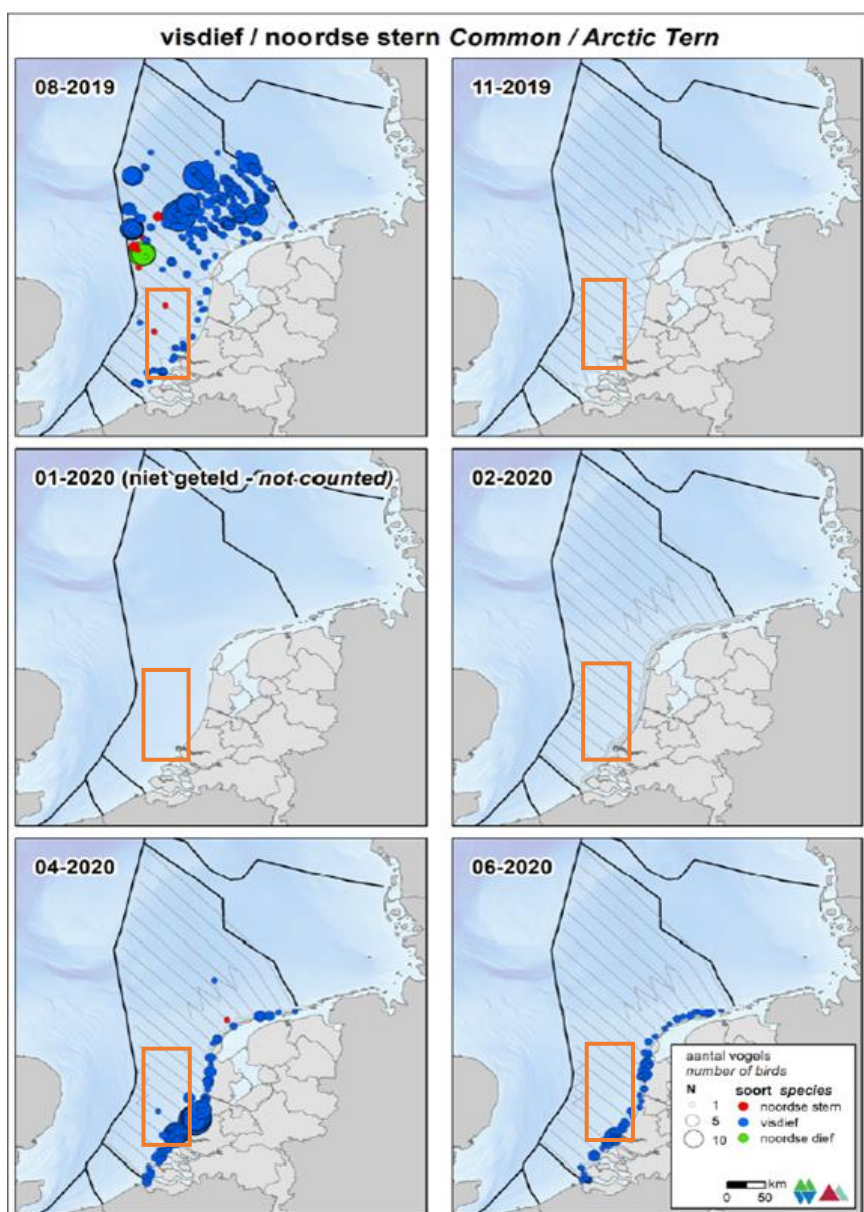 visdief / noordse stern Common / Arctic Tern
08-2019
11-2019
01-2020 (niet geteld - not counted)
02-2020
04-2020
06-2020
aantal vogels
number of birds
N soort species
1 noordse stern
5 visdief
10 noordse dief
km
0 50